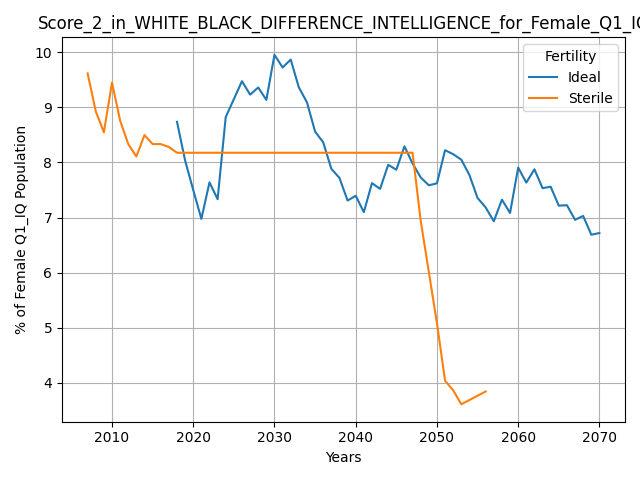 Score_2_in_WHITE_BLACK_DIFFERENCE_INTELLIGENCE_for_Female_Q1_IQ
Fertility
Ideal
Sterile
% of Female Q1_IQ Population
10
9
8
7
6
5
4
2010 2020 2030 2040 2050 2060 2070
Years